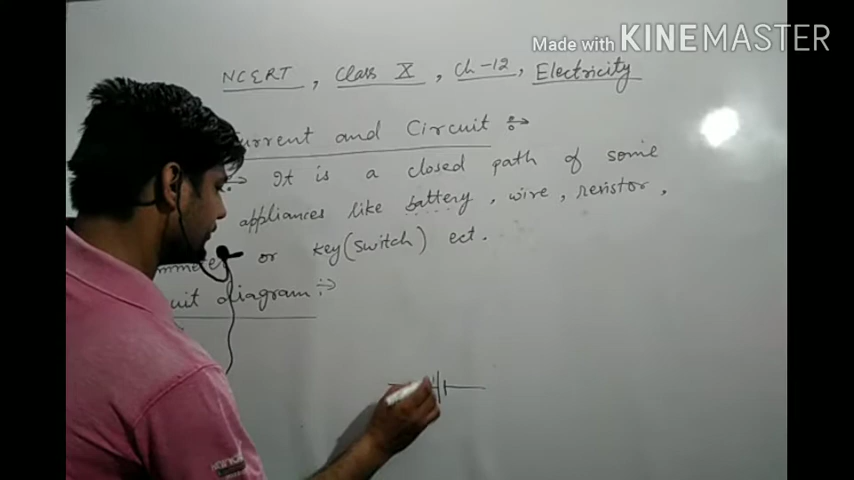 Made with KINEMASTER
NCERT , Class X , Ch-12 , Electricity
urrent and Circuit
It is a closed path of some
appliances like battery , wire , resistor ,
or key (switch) ect.
uit diagram